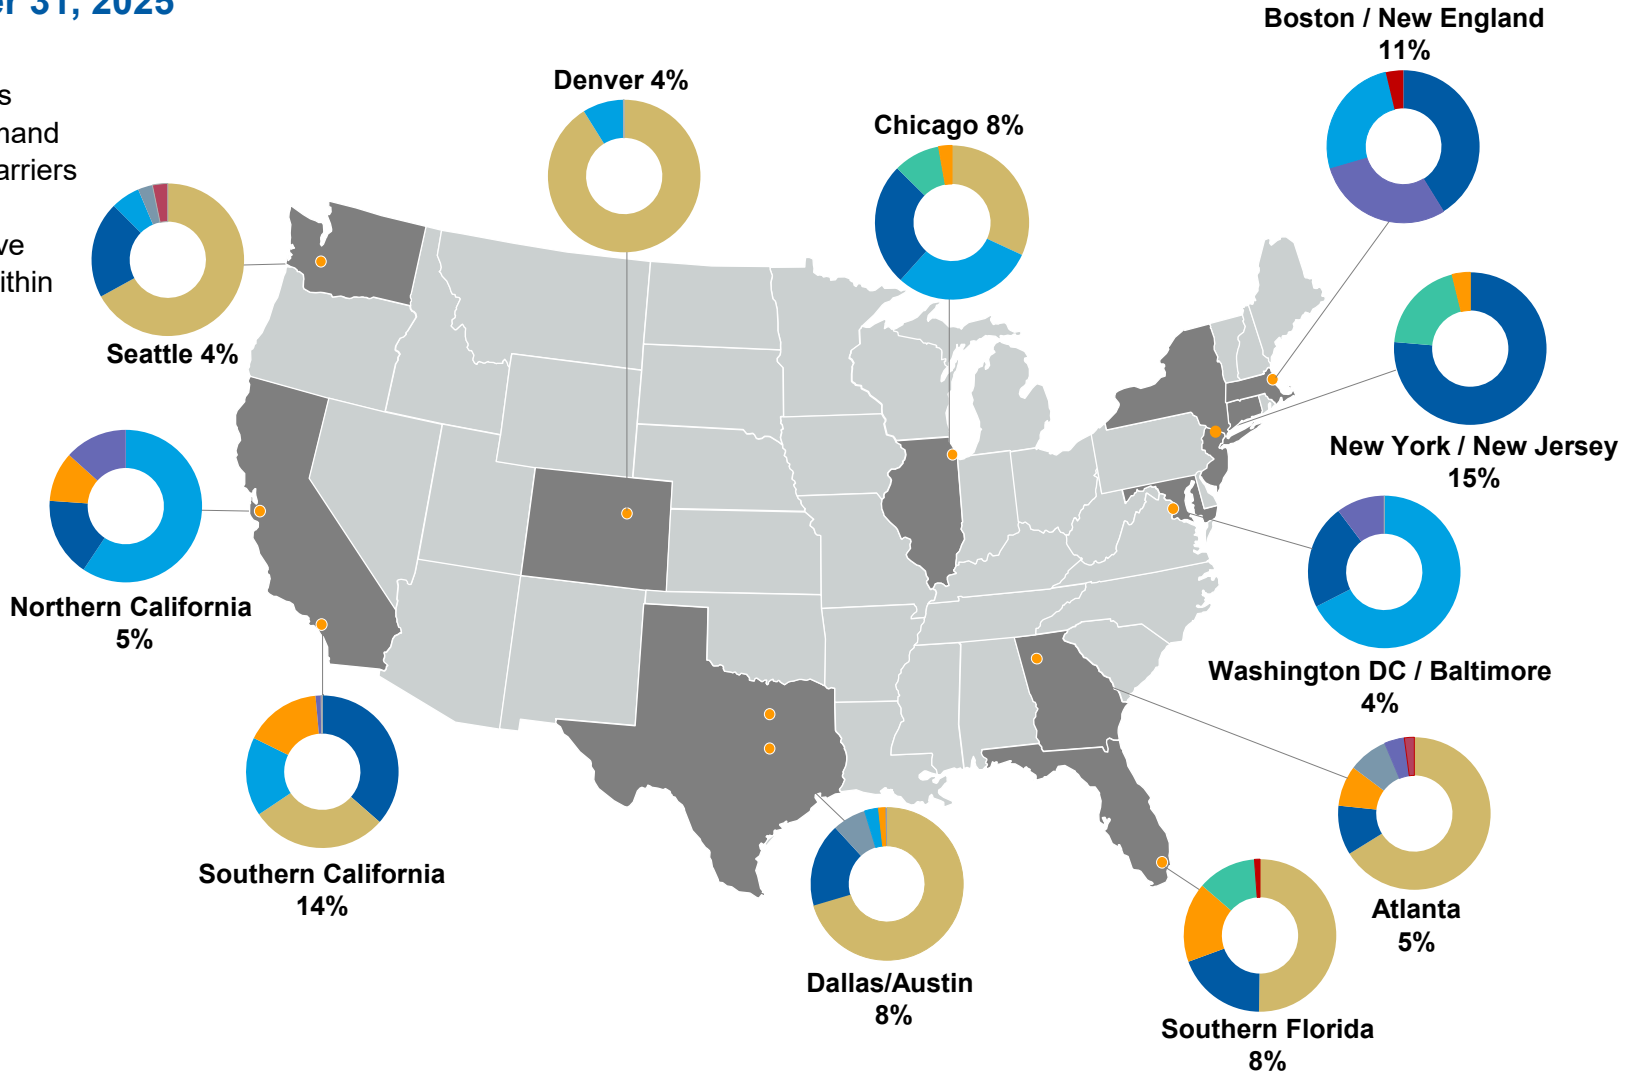 er 31, 2025
Boston / New England
11%
Denver 4%
Chicago 8%
Seattle 4%
New York / New Jersey
15%
Northern California
5%
Washington DC / Baltimore
4%
Southern California
14%
Atlanta
5%
Dallas/Austin
8%
Southern Florida
8%
s
mand
arriers
ve
ithin